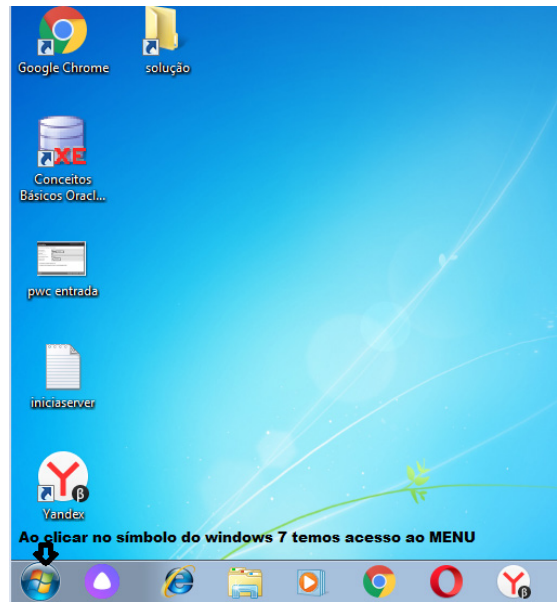 Google Chrome
solução
XE
Conceitos
Básicos Oracl...
pwc entrada
iniciaserver
Yandex
Ao clicar no símbolo do windows 7 temos acesso ao MENU